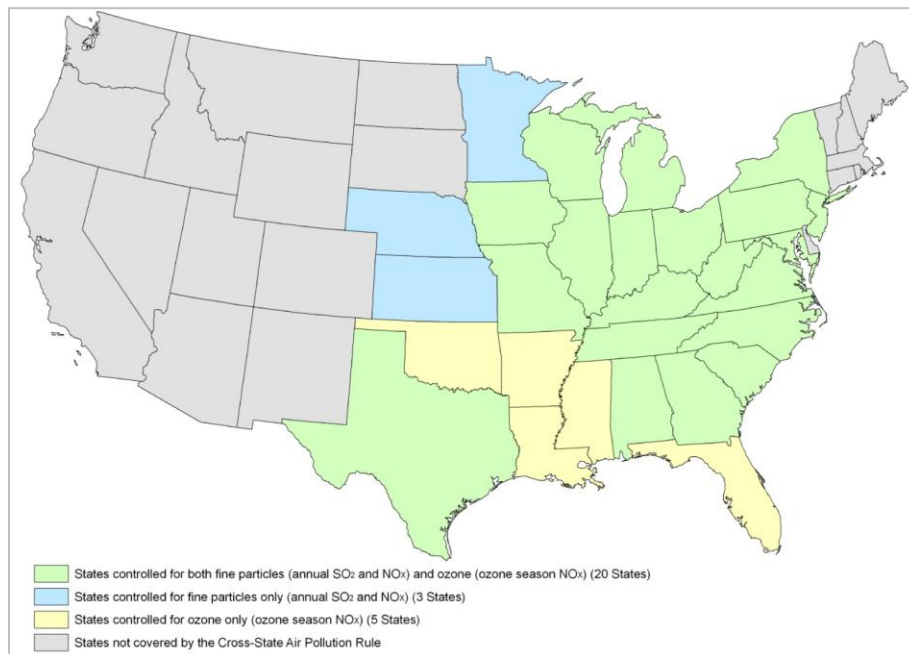 States controlled for both fine particles (annual SO₂ and NOₓ) and ozone (ozone season NOₓ) (20 States)
States controlled for fine particles only (annual SO₂ and NOₓ) (3 States)
States controlled for ozone only (ozone season NOₓ) (5 States)
States not covered by the Cross-State Air Pollution Rule